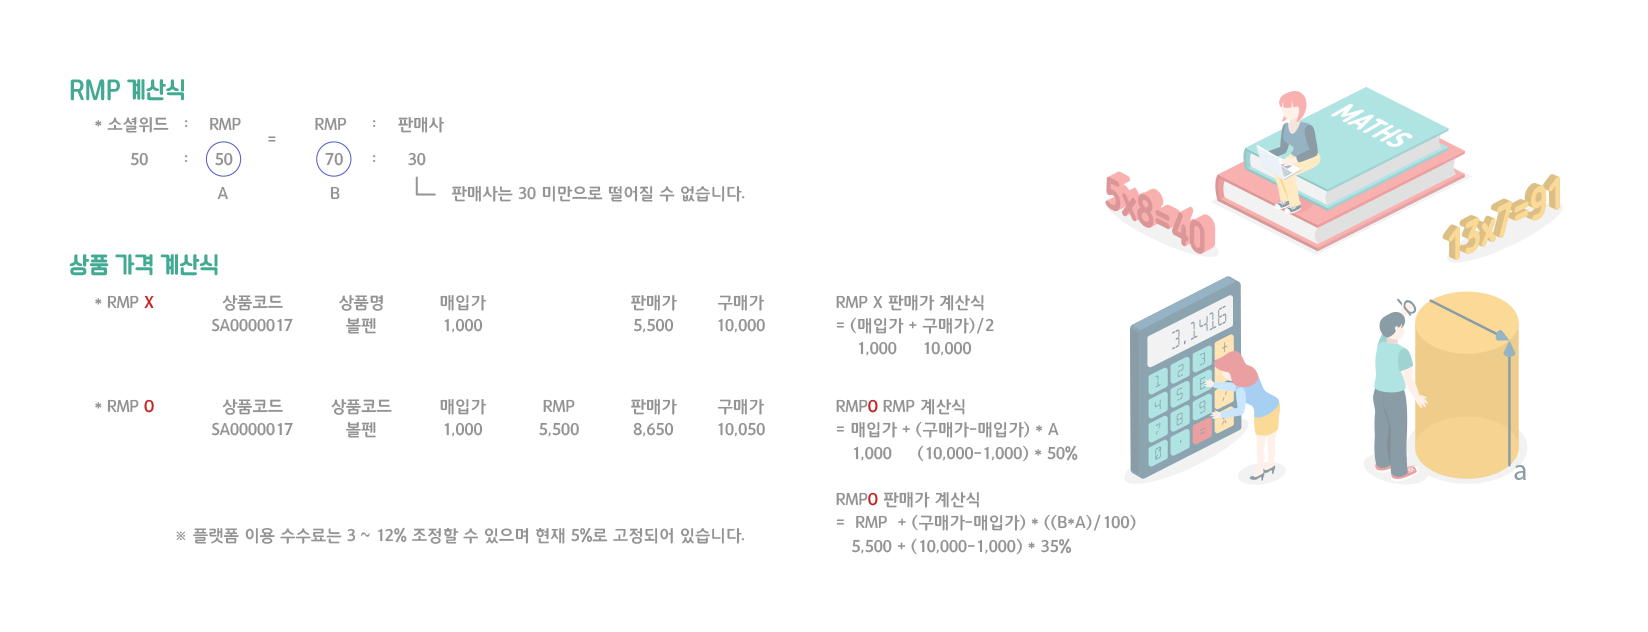 RMP 계산식
* 소셜위드 : RMP = RMP : 판매사
50 : 50 70 : 30
A B 판매사는 30 미만으로 떨어질 수 없습니다.
상품 가격 계산식
* RMP X 상품코드 상품명 매입가 판매가 구매가
SA0000017 볼펜 1,000 5,500 10,000
* RMP O 상품코드 상품코드 매입가 RMP 판매가 구매가
SA0000017 볼펜 1,000 5,500 8,650 10,050
※ 플랫폼 이용 수수료는 3 ~ 12% 조정할 수 있으며 현재 5%로 고정되어 있습니다.
RMP X 판매가 계산식
= (매입가 + 구매가)/2
1,000 10,000
RMPO RMP 계산식
= 매입가 + (구매가-매입가) * A
1,000 (10,000-1,000) * 50%
RMPO 판매가 계산식
= RMP + (구매가-매입가) * ((B*A)/100)
5,500 + (10,000-1,000) * 35%
MATHS
5x8=40
13x7=91
3.1416
1 2 3 +
4 5 6
7 8 9
0 . = x
b
a